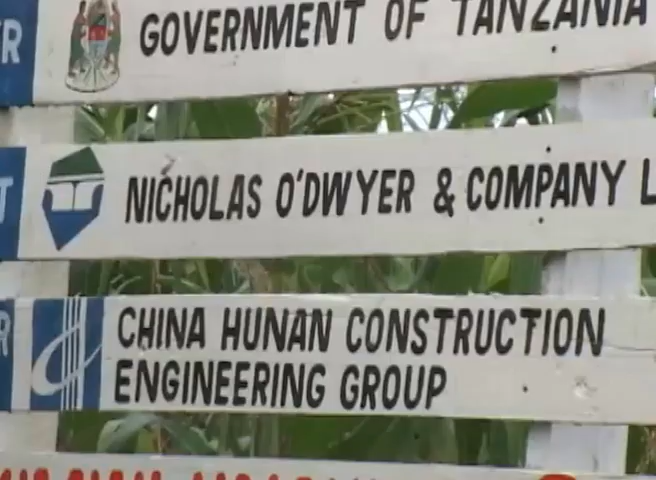 GOVERNMENT OF TANZANIA
NICHOLAS O'DWYER & COMPANY L
CHINA HUNAN CONSTRUCTION
ENGINEERING GROUP